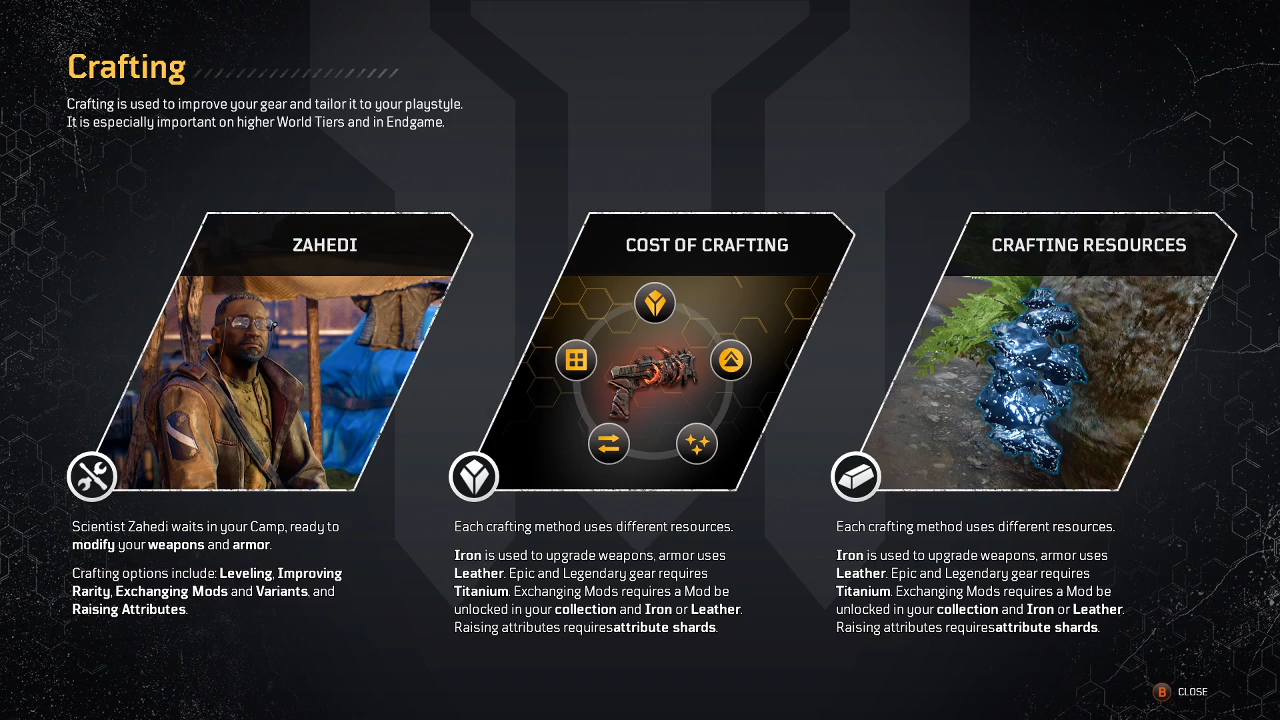 Crafting
Crafting is used to improve your gear and tailor it to your playstyle.
It is especially important on higher World Tiers and in Endgame.
ZAHEDI
Scientist Zahedi waits in your Camp, ready to
modify your weapons and armor.
Crafting options include: Leveling, Improving
Rarity, Exchanging Mods and Variants, and
Raising Attributes.
COST OF CRAFTING
Each crafting method uses different resources.
Iron is used to upgrade weapons, armor uses
Leather. Epic and Legendary gear requires
Titanium. Exchanging Mods requires a Mod be
unlocked in your collection and Iron or Leather.
Raising attributes requiresattribute shards.
CRAFTING RESOURCES
Each crafting method uses different resources.
Iron is used to upgrade weapons, armor uses
Leather. Epic and Legendary gear requires
Titanium. Exchanging Mods requires a Mod be
unlocked in your collection and Iron or Leather.
Raising attributes requiresattribute shards.
B CLOSE